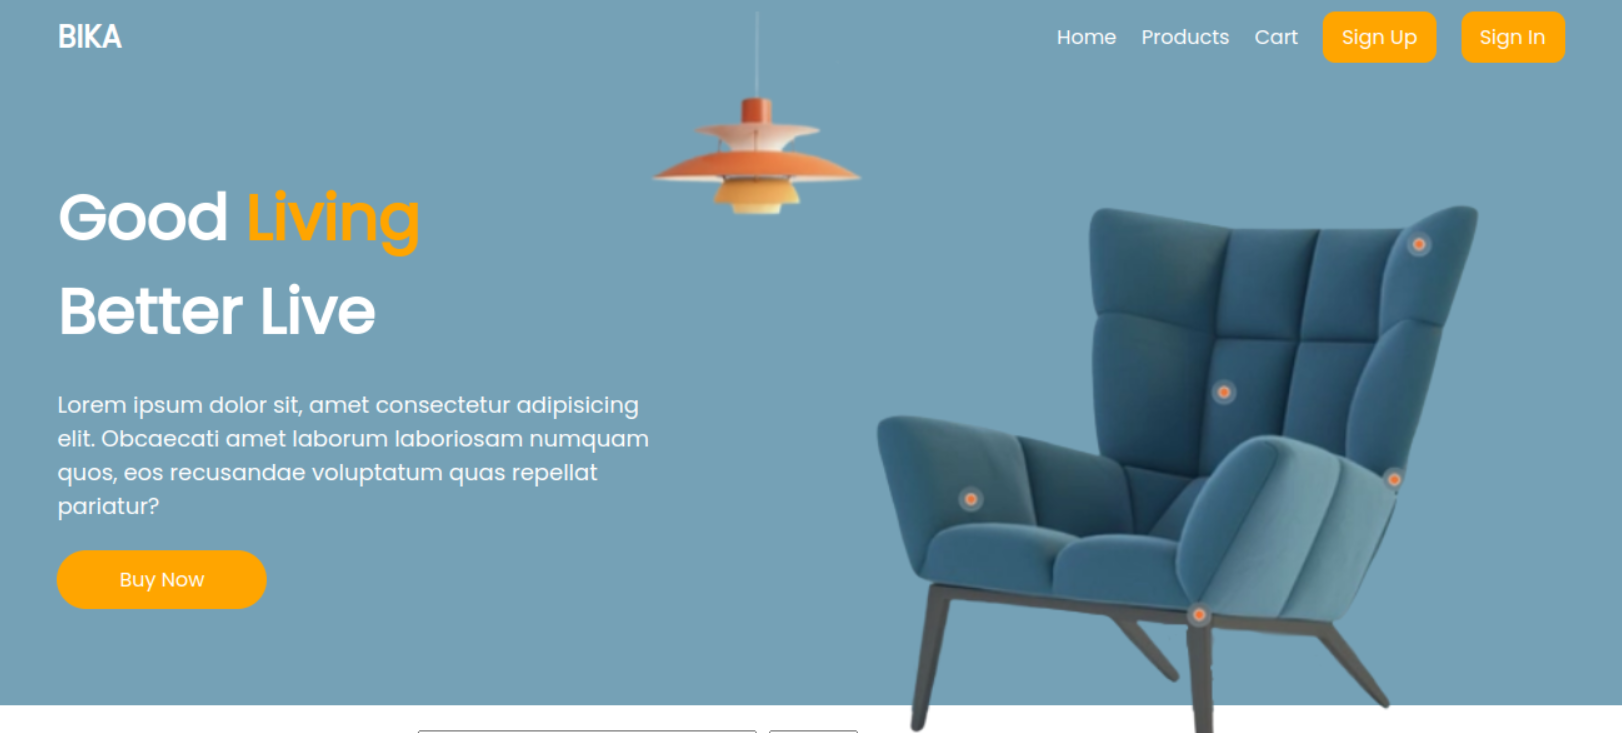 BIKA
Home Products Cart Sign Up Sign In
Good Living
Better Live
Lorem ipsum dolor sit, amet consectetur adipisicing
elit. Obcaecati amet laborum laboriosam numquam
quos, eos recusandae voluptatum quas repellat
pariatur?
Buy Now